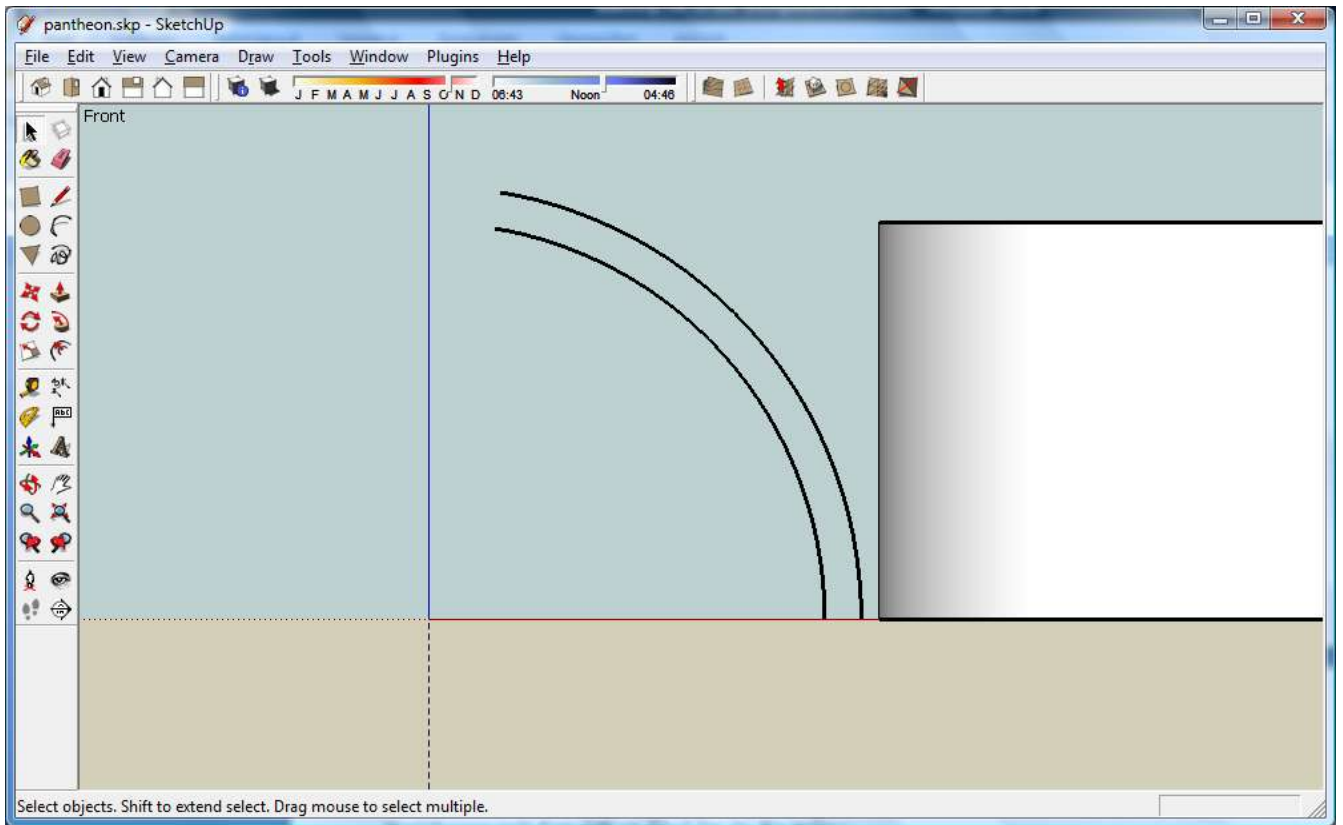 pantheon.skp - SketchUp
File Edit View Camera Draw Tools Window Plugins Help
J F M A M J J A S O N D 06:43 Noon 04:46
Front
Abc
Select objects. Shift to extend select. Drag mouse to select multiple.